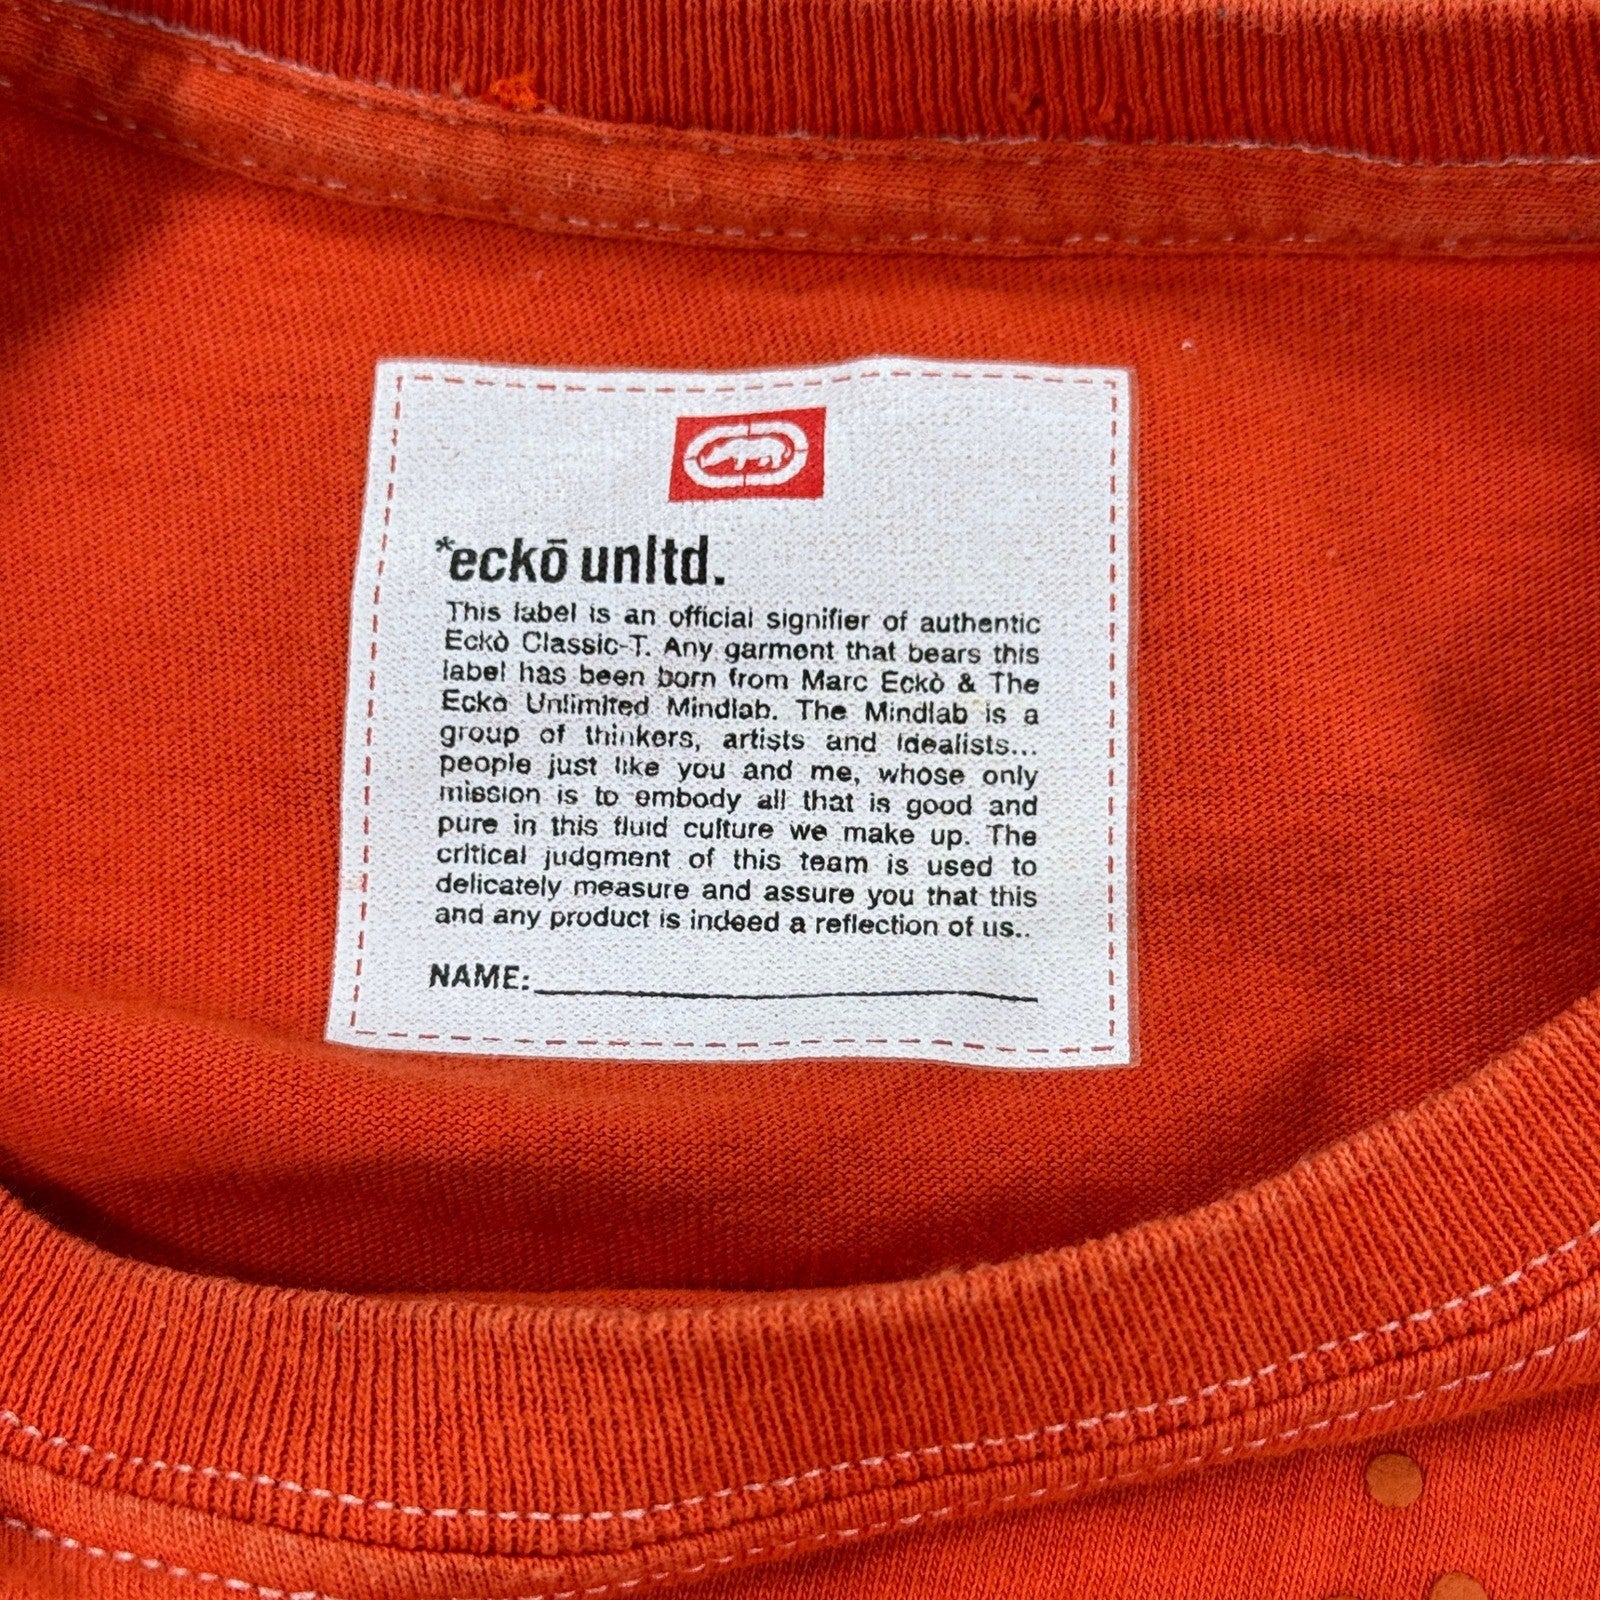 *eckō unltd.
This label is an official signifier of authentic
Eckò Classic-T. Any garment that bears this
label has been born from Marc Eckò & The
Ecko Unlimited Mindlab. The Mindlab is a
group of thinkers, artists and idealists...
people just like you and me, whose only
mission is to embody all that is good and
pure in this fluid culture we make up. The
critical judgment of this team is used to
delicately measure and assure you that this
and any product is indeed a reflection of us..
NAME: